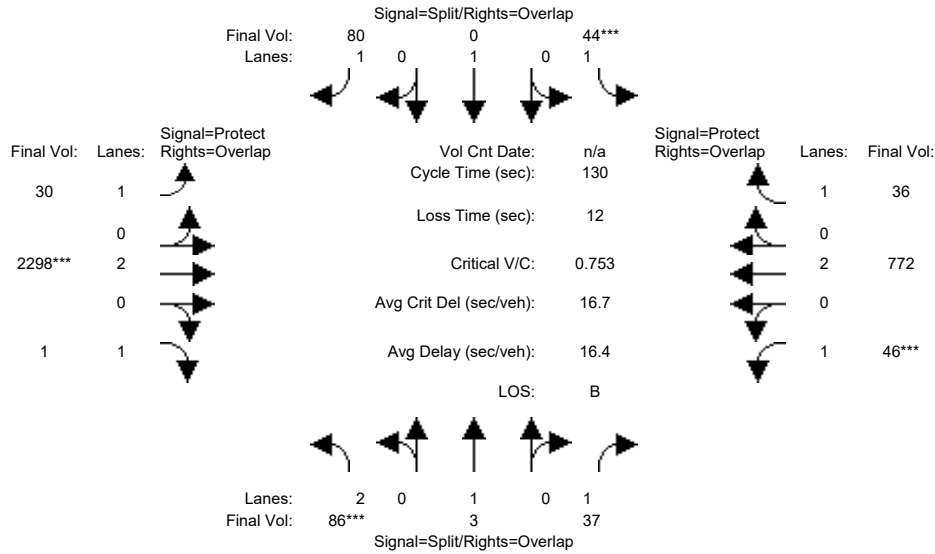 Signal=Split/Rights=Overlap
Final Vol: 80 0 44***
Lanes: 1 0 1 0 1
Signal=Protect Signal=Protect
Final Vol: Lanes: Rights=Overlap Vol Cnt Date: n/a Rights=Overlap Lanes: Final Vol:
Cycle Time (sec): 130
30 1 1 36
Loss Time (sec): 12
0 0
2298*** 2 Critical V/C: 0.753 2 772
0 Avg Crit Del (sec/veh): 16.7 0
1 1 Avg Delay (sec/veh): 16.4 1 46***
LOS: B
Lanes: 2 0 1 0 1
Final Vol: 86*** 3 37
Signal=Split/Rights=Overlap